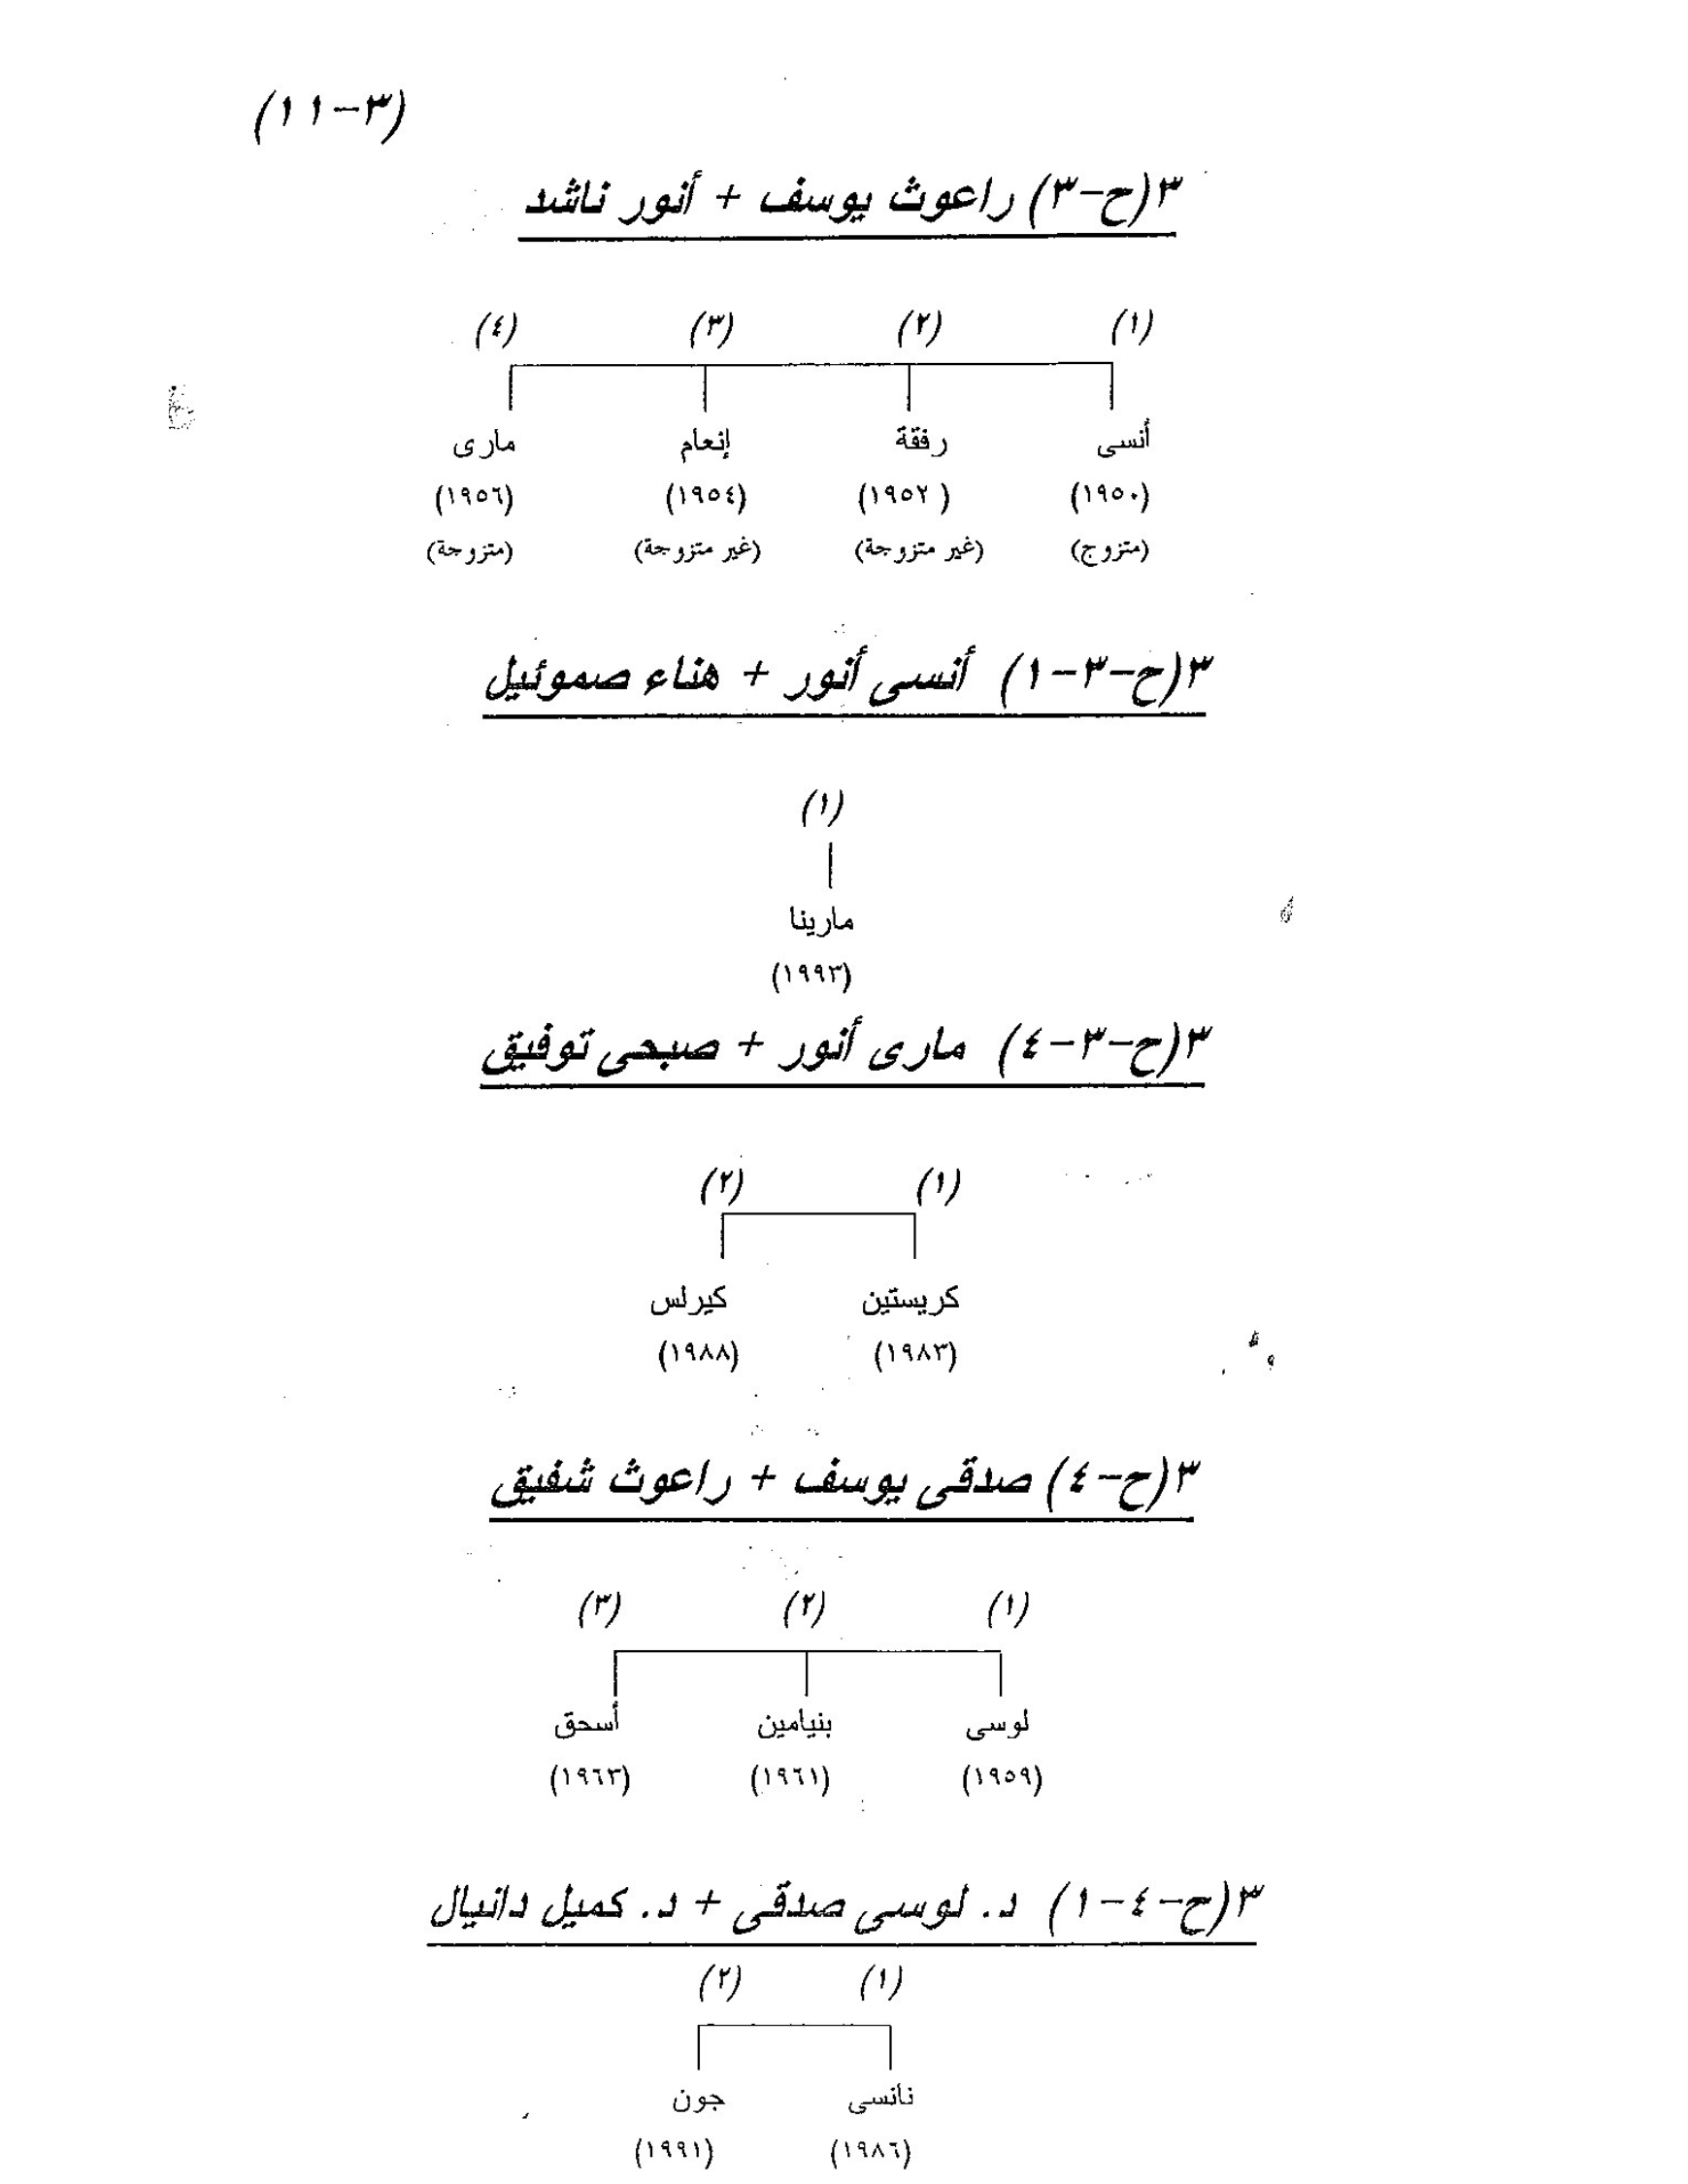 (٣-١١)
٣(ح-٣) راعوث يوسف + أنور ناشد
(١) (٢) (٣) (٤)
أنسى رفقة إنعام مارى
(١٩٥٠) (١٩٥٢) (١٩٥٤) (١٩٥٦)
(متزوج) (غير متزوجة) (غير متزوجة) (متزوجة)
٣(ح-٣-١) أنسى أنور + هناء صموئيل
(١)
مارينا
(١٩٩٣)
٣(ح-٣-٤) مارى أنور + صبحى توفيق
(١) (٢)
كريستين كيرلس
(١٩٨٣) (١٩٨٨)
٣(ح-٤) صدقى يوسف + راعوث شفيق
(١) (٢) (٣)
لوسى بنيامين أسحق
(١٩٥٩) (١٩٦١) (١٩٦٣)
٣(ح-٤-١) د. لوسى صدقى + د. كميل دانيال
(١) (٢)
نانسى جون
(١٩٨٦) (١٩٩١)